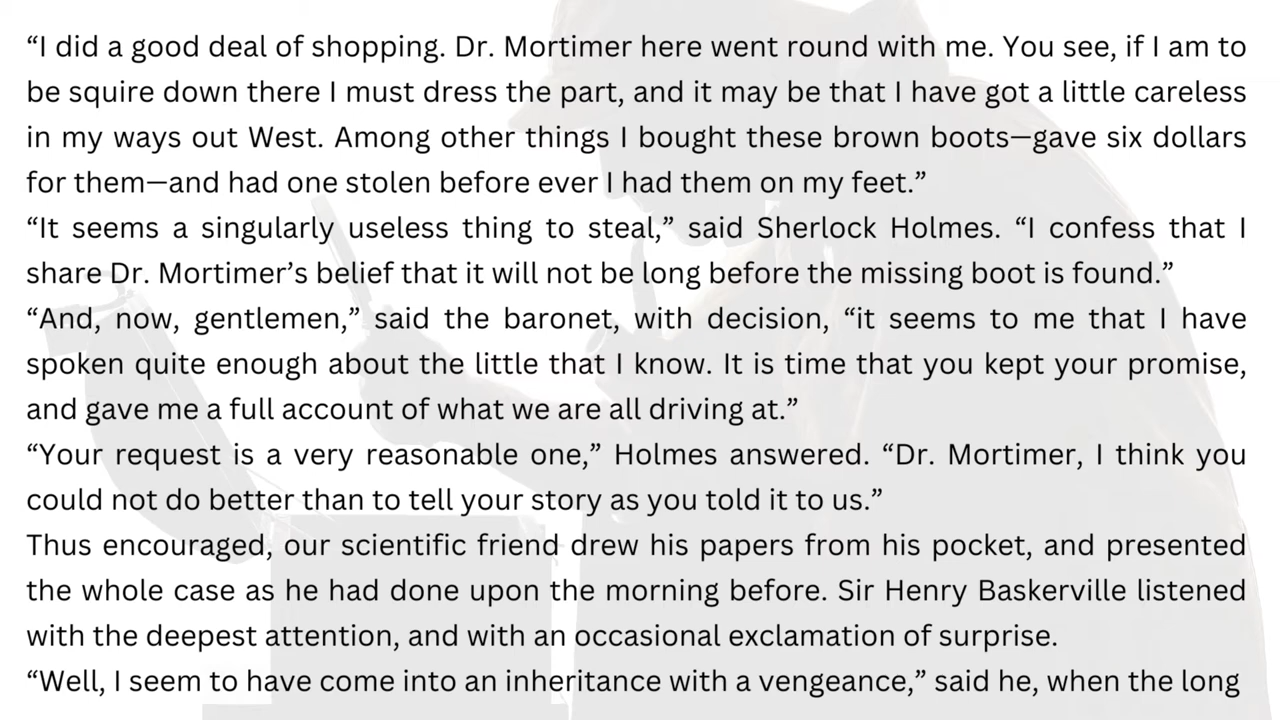 “I did a good deal of shopping. Dr. Mortimer here went round with me. You see, if I am to
be squire down there I must dress the part, and it may be that I have got a little careless
in my ways out West. Among other things I bought these brown boots—gave six dollars
for them—and had one stolen before ever I had them on my feet.”
“It seems a singularly useless thing to steal,” said Sherlock Holmes. “I confess that I
share Dr. Mortimer’s belief that it will not be long before the missing boot is found.”
“And, now, gentlemen,” said the baronet, with decision, “it seems to me that I have
spoken quite enough about the little that I know. It is time that you kept your promise,
and gave me a full account of what we are all driving at.”
“Your request is a very reasonable one,” Holmes answered. “Dr. Mortimer, I think you
could not do better than to tell your story as you told it to us.”
Thus encouraged, our scientific friend drew his papers from his pocket, and presented
the whole case as he had done upon the morning before. Sir Henry Baskerville listened
with the deepest attention, and with an occasional exclamation of surprise.
“Well, I seem to have come into an inheritance with a vengeance,” said he, when the long